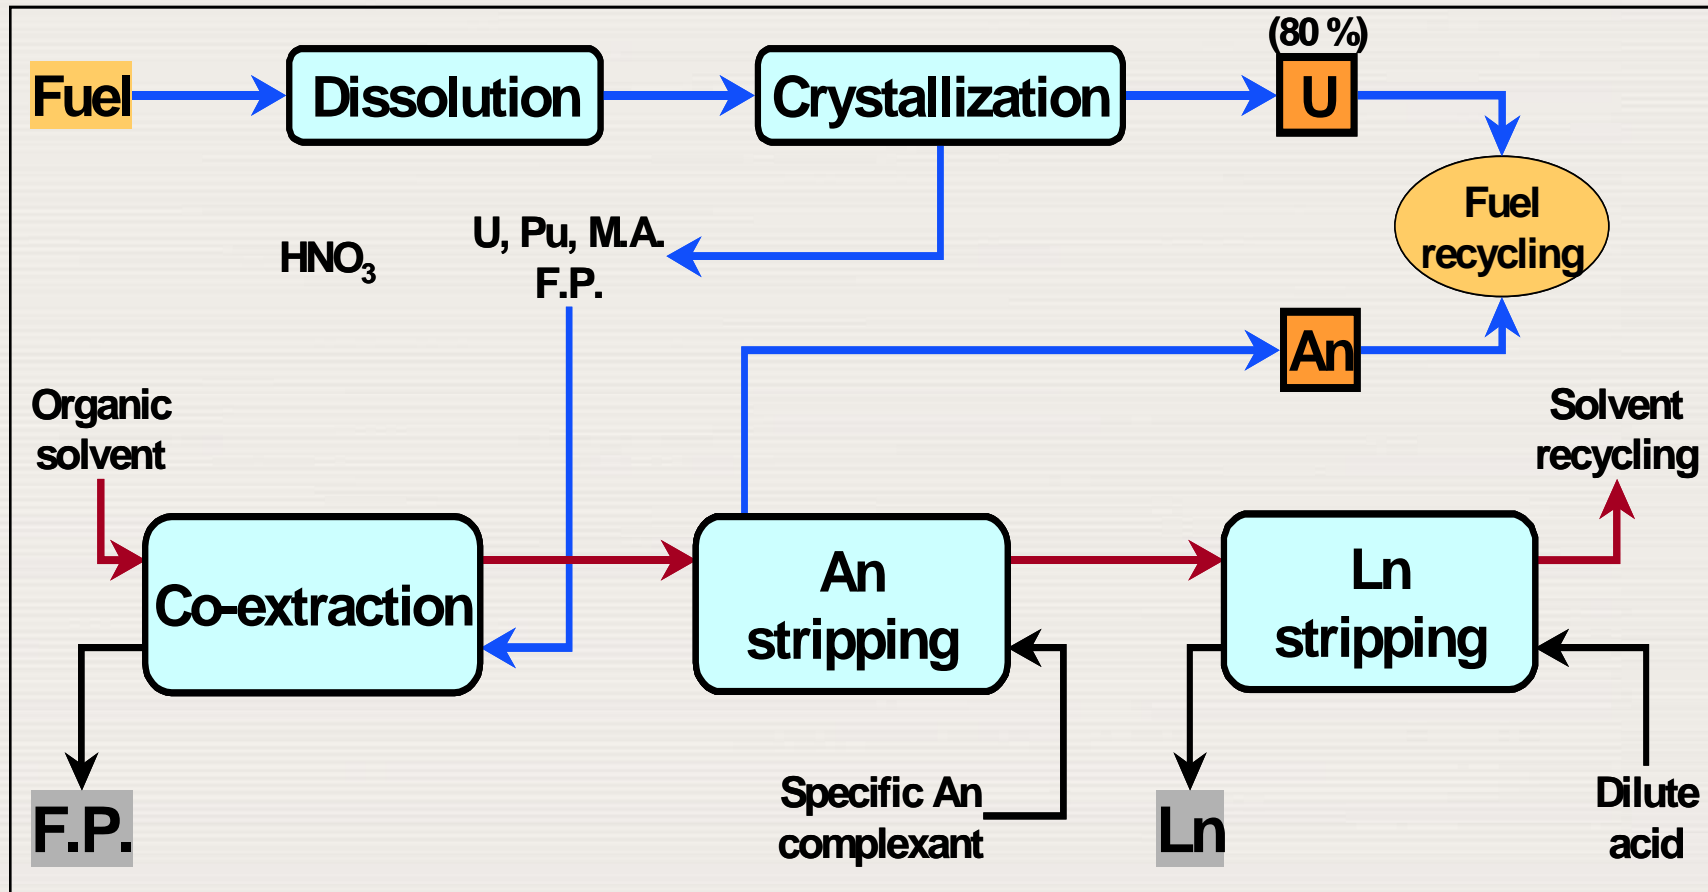 (80 %)
Fuel
Dissolution
Crystallization
U
Fuel
recycling
HNO₃
U, Pu, M.A.
F.P.
An
Organic
solvent
Solvent
recycling
Co-extraction
An
stripping
Ln
stripping
F.P.
Specific An
complexant
Ln
Dilute
acid